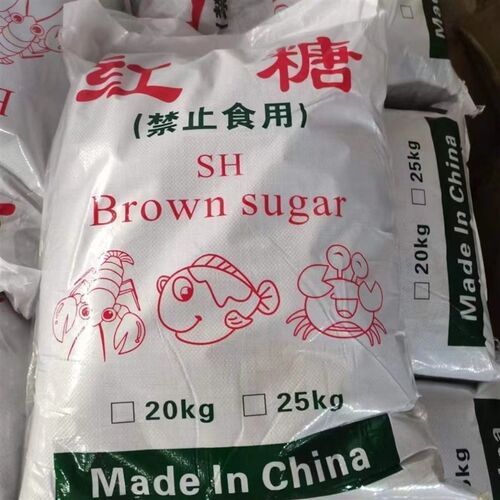 红 糖
(禁止食用)
SH
Brown sugar
20kg 25kg
Made In China
20kg 25kg
Made In China